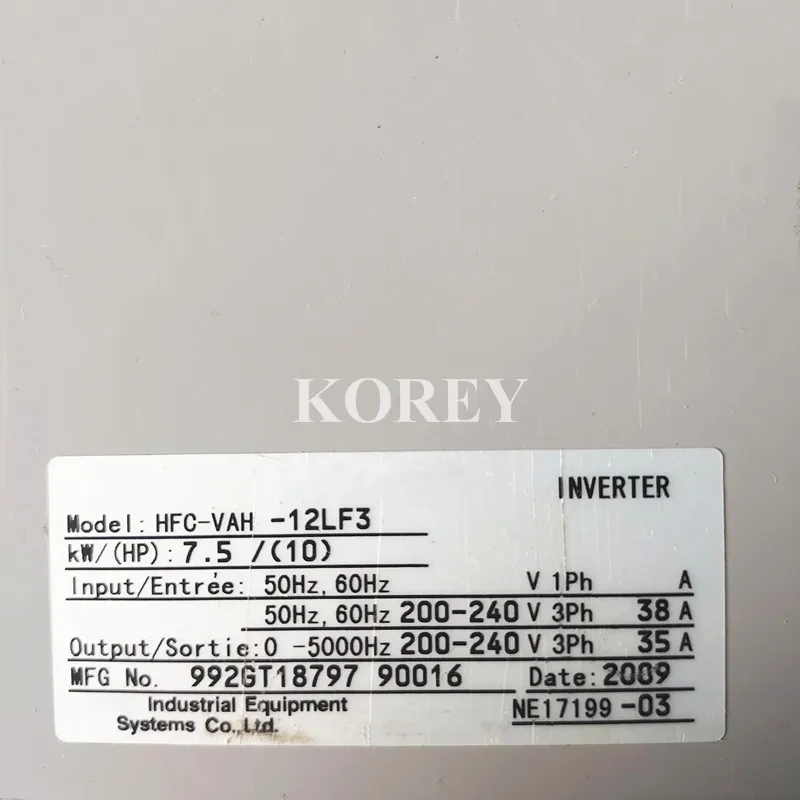 KOREY
INVERTER
Model: HFC-VAH -12LF3
kW/(HP): 7.5 /(10)
Input/Entrée: 50Hz, 60Hz V 1Ph A
50Hz, 60Hz 200-240 V 3Ph 38 A
Output/Sortie: 0 -5000Hz 200-240 V 3Ph 35 A
MFG No. 992GT18797 90016 Date: 2009
Industrial Equipment
Systems Co., Ltd.
NE17199 -03